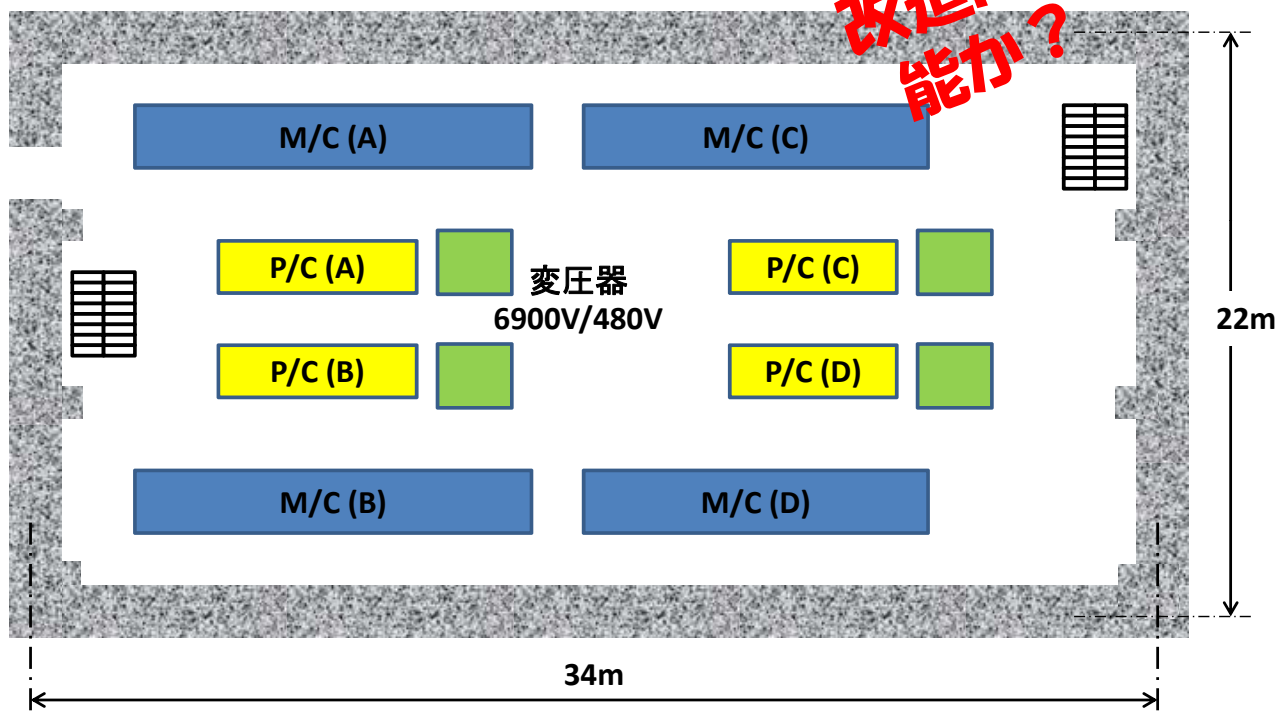 能か？
M/C (A)
M/C (C)
P/C (A)
P/C (C)
変圧器
6900V/480V
22m
P/C (B)
P/C (D)
M/C (B)
M/C (D)
34m